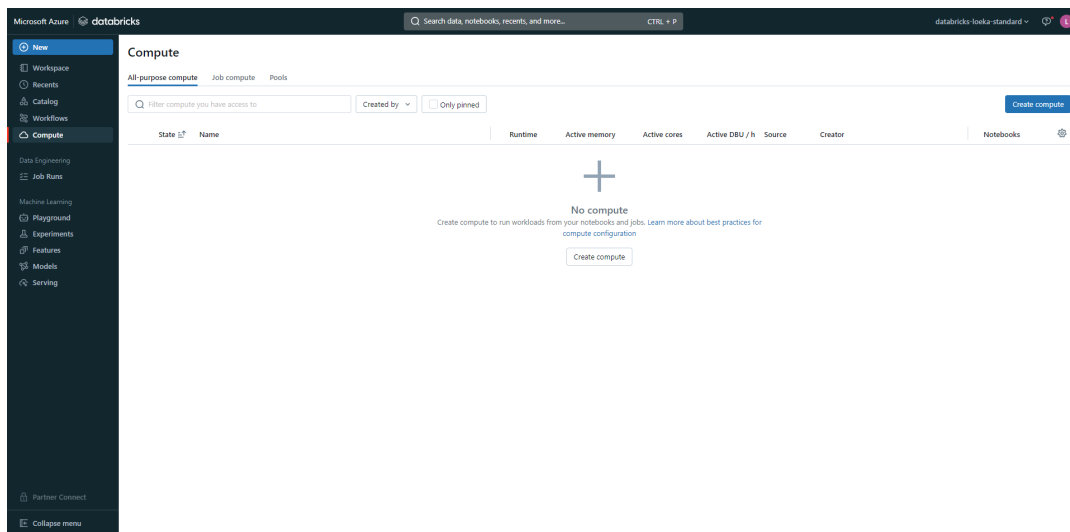 Microsoft Azure databricks
Search data, notebooks, recents, and more... CTRL + P
databricks-loeka-standard
L
New
Workspace
Recents
Catalog
Workflows
Compute
Data Engineering
Job Runs
Machine Learning
Playground
Experiments
Features
Models
Serving
Partner Connect
Collapse menu
Compute
All-purpose compute Job compute Pools
Filter compute you have access to Created by Only pinned Create compute
State Name Runtime Active memory Active cores Active DBU / h Source Creator Notebooks
No compute
Create compute to run workloads from your notebooks and jobs. Learn more about best practices for
compute configuration
Create compute